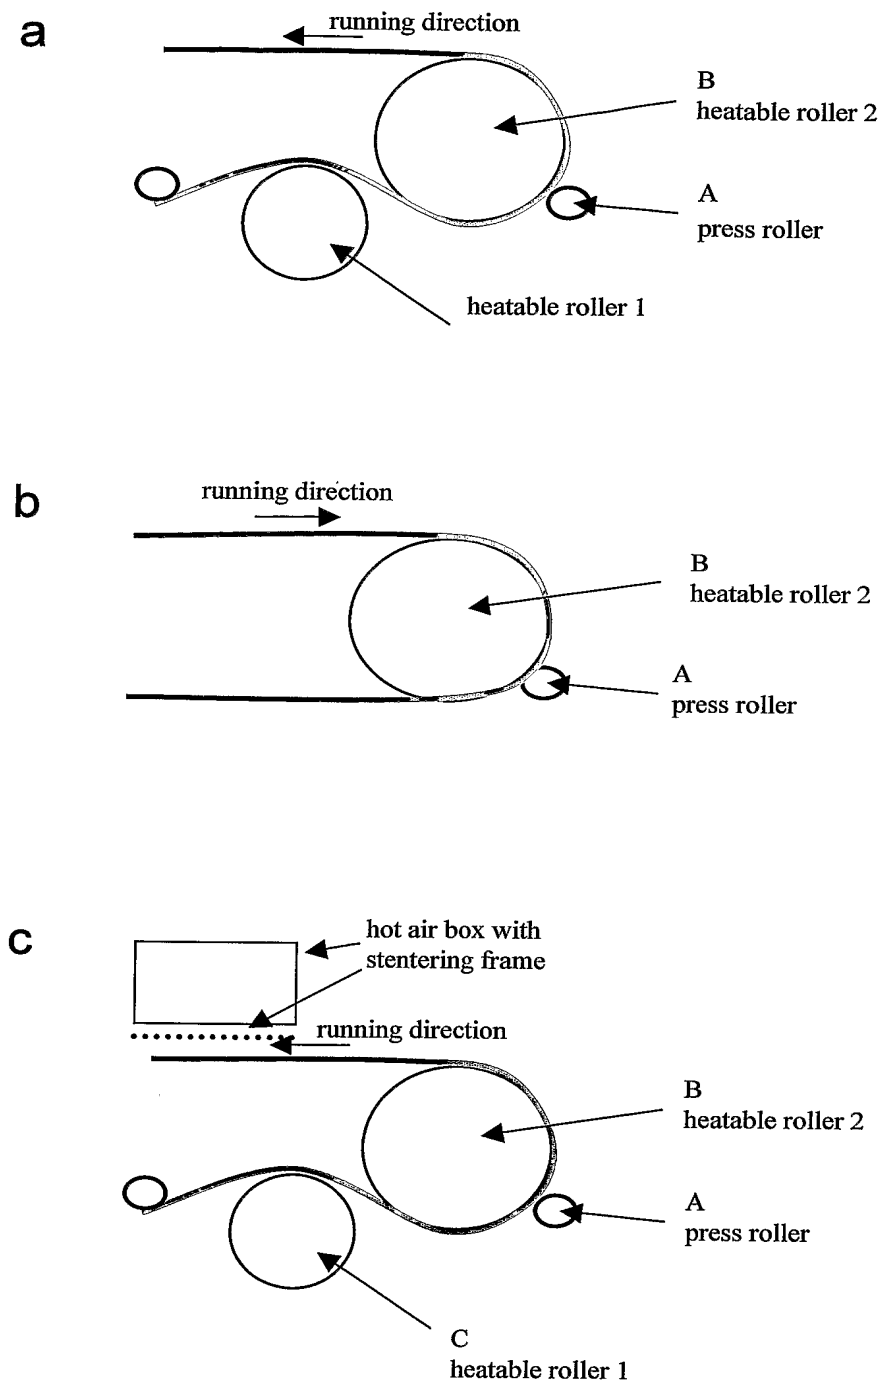 a
running direction
B
heatable roller 2
A
press roller
heatable roller 1
b
running direction
B
heatable roller 2
A
press roller
c
hot air box with
stentering frame
running direction
B
heatable roller 2
A
press roller
C
heatable roller 1